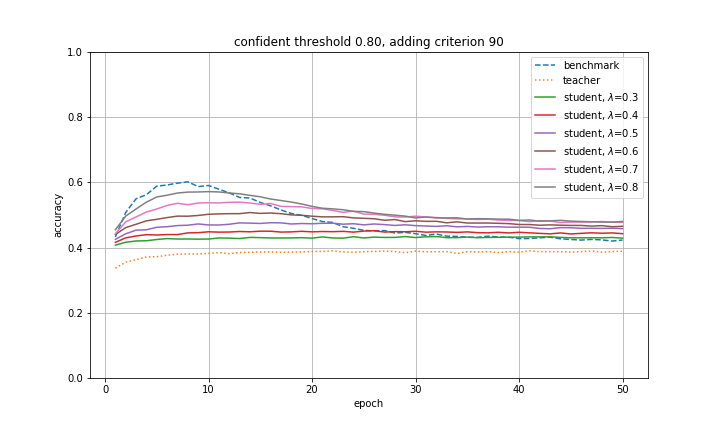 confident threshold 0.80, adding criterion 90
1.0
0.8
0.6
0.4
0.2
0.0
accuracy
0
10
20
30
40
50
epoch
benchmark
teacher
student, λ=0.3
student, λ=0.4
student, λ=0.5
student, λ=0.6
student, λ=0.7
student, λ=0.8